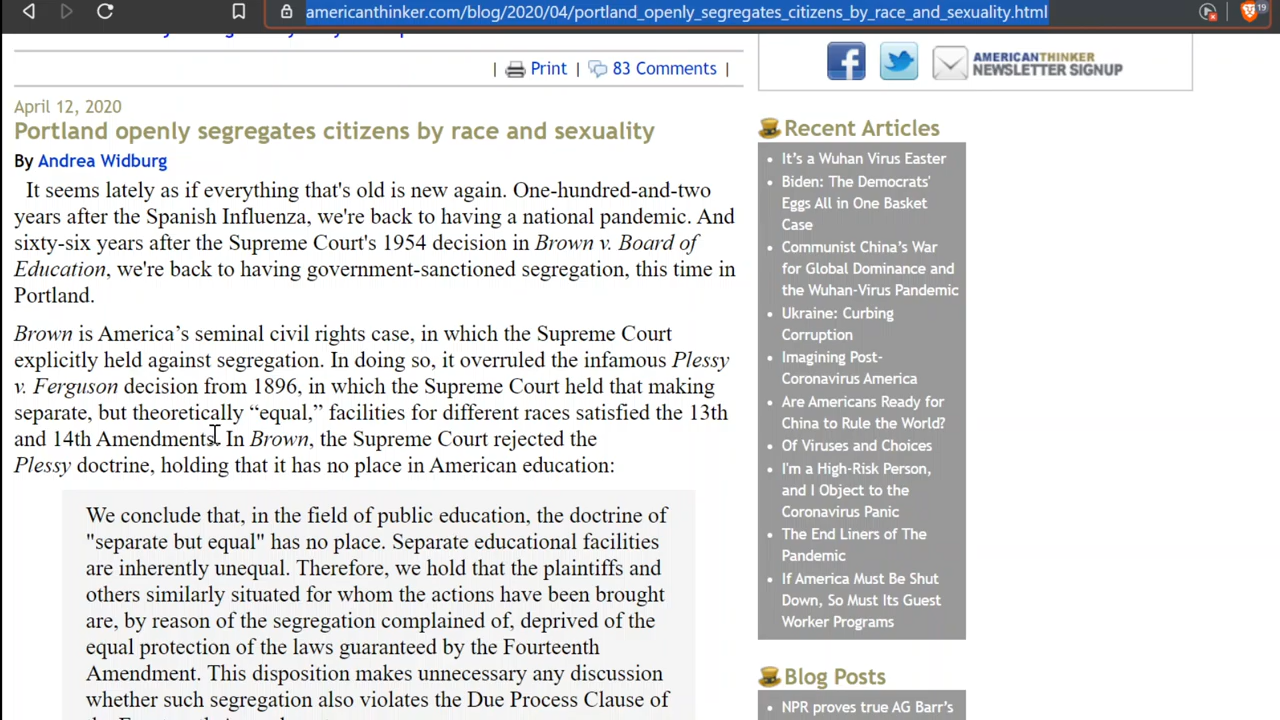 americanthinker.com/blog/2020/04/portland_openly_segregates_citizens_by_race_and_sexuality.html
19
| Print | 83 Comments |
April 12, 2020
Portland openly segregates citizens by race and sexuality
By Andrea Widburg
It seems lately as if everything that's old is new again. One-hundred-and-two
years after the Spanish Influenza, we're back to having a national pandemic. And
sixty-six years after the Supreme Court's 1954 decision in Brown v. Board of
Education, we're back to having government-sanctioned segregation, this time in
Portland.
Brown is America’s seminal civil rights case, in which the Supreme Court
explicitly held against segregation. In doing so, it overruled the infamous Plessy
v. Ferguson decision from 1896, in which the Supreme Court held that making
separate, but theoretically “equal,” facilities for different races satisfied the 13th
and 14th Amendments. In Brown, the Supreme Court rejected the
Plessy doctrine, holding that it has no place in American education:
We conclude that, in the field of public education, the doctrine of
"separate but equal" has no place. Separate educational facilities
are inherently unequal. Therefore, we hold that the plaintiffs and
others similarly situated for whom the actions have been brought
are, by reason of the segregation complained of, deprived of the
equal protection of the laws guaranteed by the Fourteenth
Amendment. This disposition makes unnecessary any discussion
whether such segregation also violates the Due Process Clause of
AMERICANTHINKER
NEWSLETTER SIGNUP
Recent Articles
It’s a Wuhan Virus Easter
Biden: The Democrats'
Eggs All in One Basket
Case
Communist China’s War
for Global Dominance and
the Wuhan-Virus Pandemic
Ukraine: Curbing
Corruption
Imagining Post-
Coronavirus America
Are Americans Ready for
China to Rule the World?
Of Viruses and Choices
I'm a High-Risk Person,
and I Object to the
Coronavirus Panic
The End Liners of The
Pandemic
If America Must Be Shut
Down, So Must Its Guest
Worker Programs
Blog Posts
NPR proves true AG Barr’s